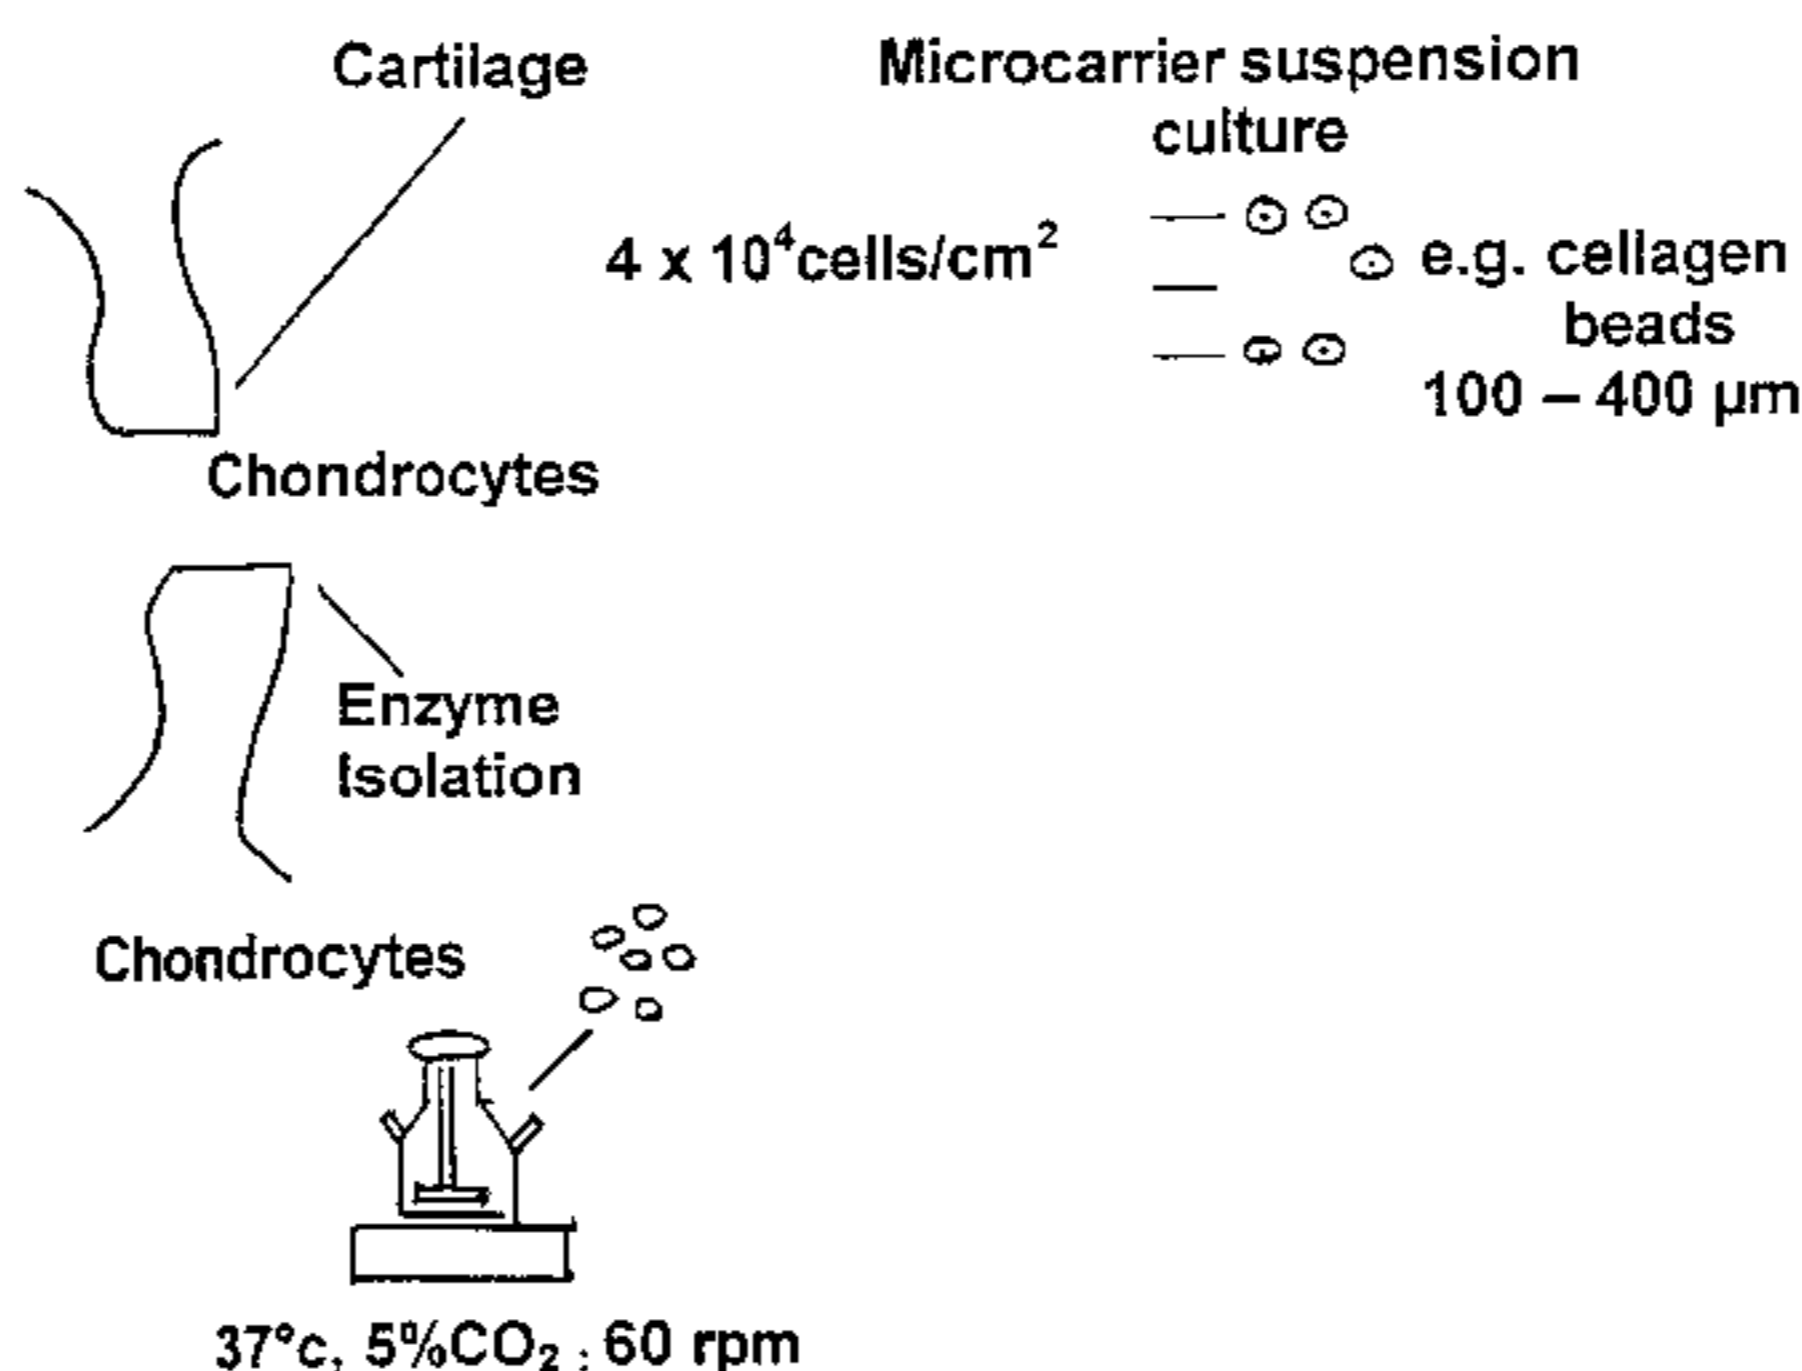 Cartilage
Microcarrier suspension
culture
4 x 10⁴cells/cm²
e.g. cellagen
beads
100 – 400 µm
Chondrocytes
Enzyme
Isolation
Chondrocytes
37°c, 5%CO₂ ; 60 rpm